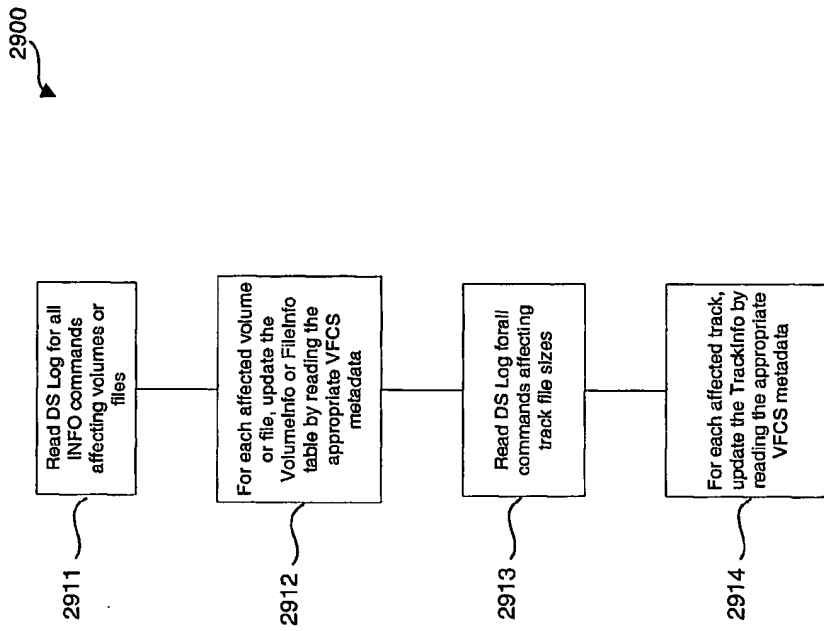 2900
Read DS Log for all
INFO commands
affecting volumes or
files
2911
For each affected volume
or file, update the
VolumeInfo or FileInfo
table by reading the
appropriate VFCS
metadata
2912
Read DS Log forall
commands affecting
track file sizes
2913
For each affected track,
update the TrackInfo by
reading the appropriate
VFCS metadata
2914